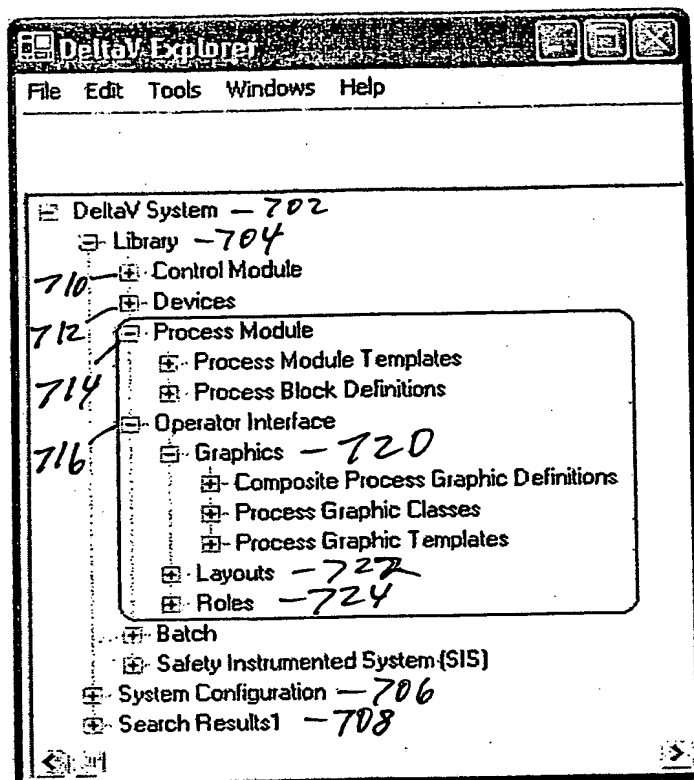 DeltaV Explorer
File Edit Tools Windows Help
DeltaV System — 702
Library — 704
710 Control Module
712 Devices
714 Process Module
Process Module Templates
Process Block Definitions
716 Operator Interface
Graphics — 720
Composite Process Graphic Definitions
Process Graphic Classes
Process Graphic Templates
Layouts — 722
Roles — 724
Batch
Safety Instrumented System (SIS)
System Configuration — 706
Search Results1 — 708